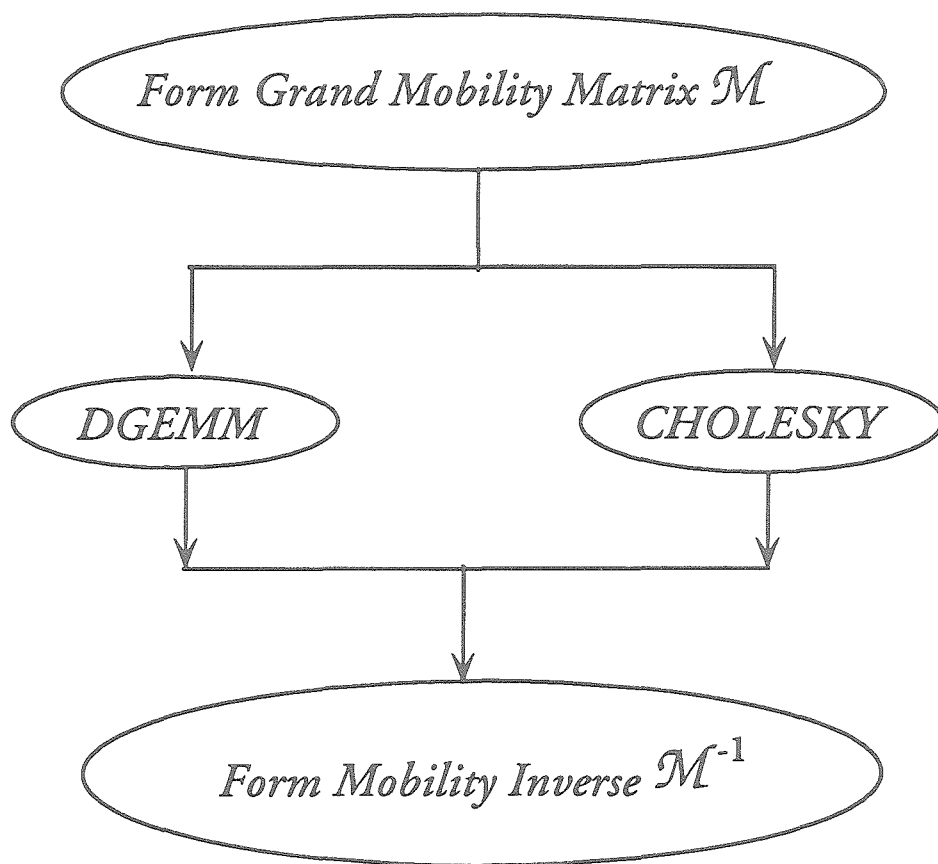 Form Grand Mobility Matrix ℳ
DGEMM
CHOLESKY
Form Mobility Inverse ℳ⁻¹